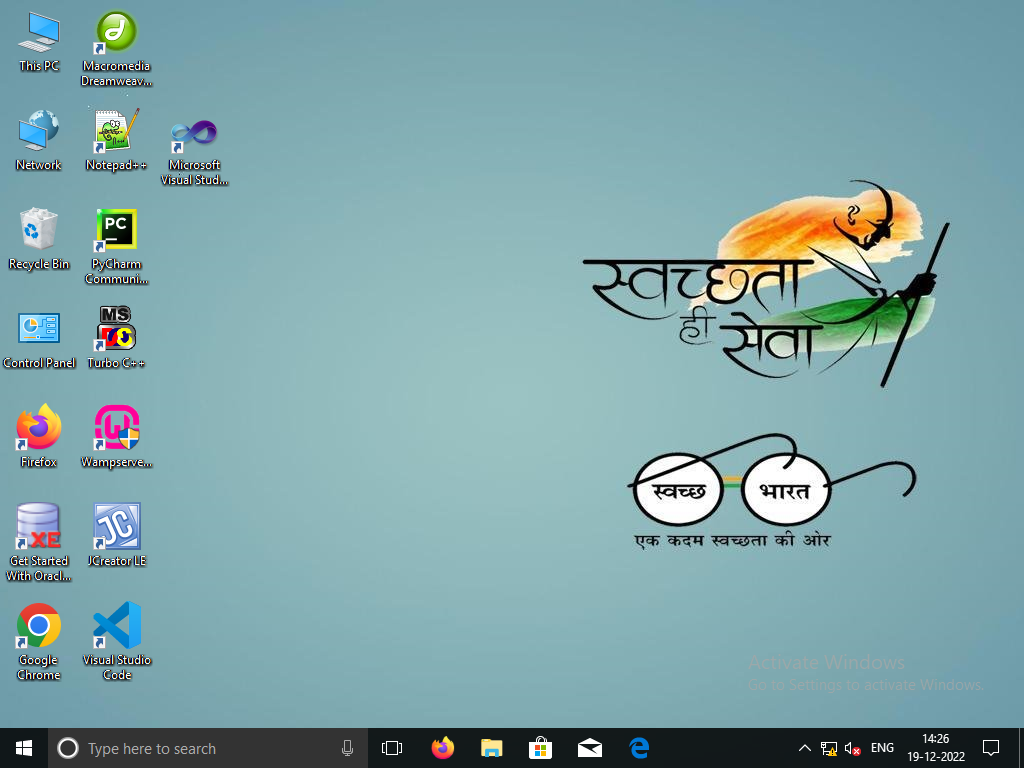 This PC
Macromedia
Dreamweav...
Network
Notepad++
Microsoft
Visual Stud...
Recycle Bin
PC
PyCharm
Communi...
Control Panel
MS
Turbo C++
Firefox
W
Wampserve...
XE
Get Started
With Oracl...
JC
JCreator LE
Google
Chrome
Visual Studio
Code
स्वच्छता
ही
सेवा
स्वच्छ
भारत
एक कदम स्वच्छता की ओर
Activate Windows
Go to Settings to activate Windows.
Type here to search
ENG
14:26
19-12-2022